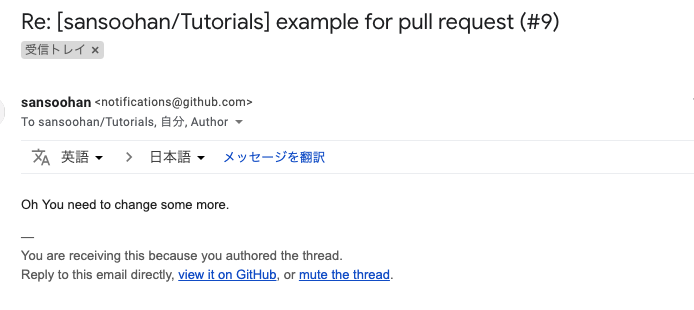 Re: [sansoohan/Tutorials] example for pull request (#9)
受信トレイ ×
sansoohan <notifications@github.com>
To sansoohan/Tutorials, 自分, Author
英語 > 日本語 メッセージを翻訳
Oh You need to change some more.
—
You are receiving this because you authored the thread.
Reply to this email directly, view it on GitHub, or mute the thread.